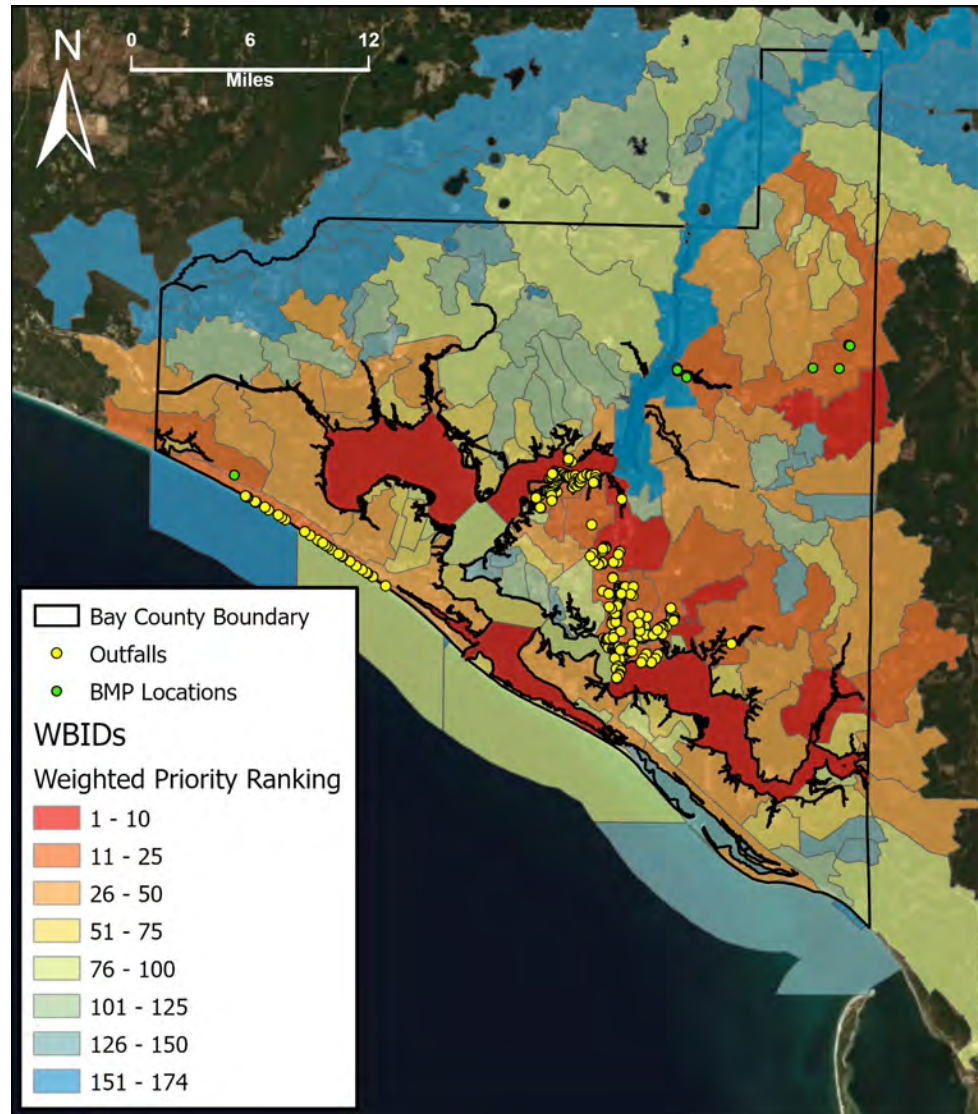 N
0 6 12
Miles
Bay County Boundary
Outfalls
BMP Locations
WBIDs
Weighted Priority Ranking
1 - 10
11 - 25
26 - 50
51 - 75
76 - 100
101 - 125
126 - 150
151 - 174